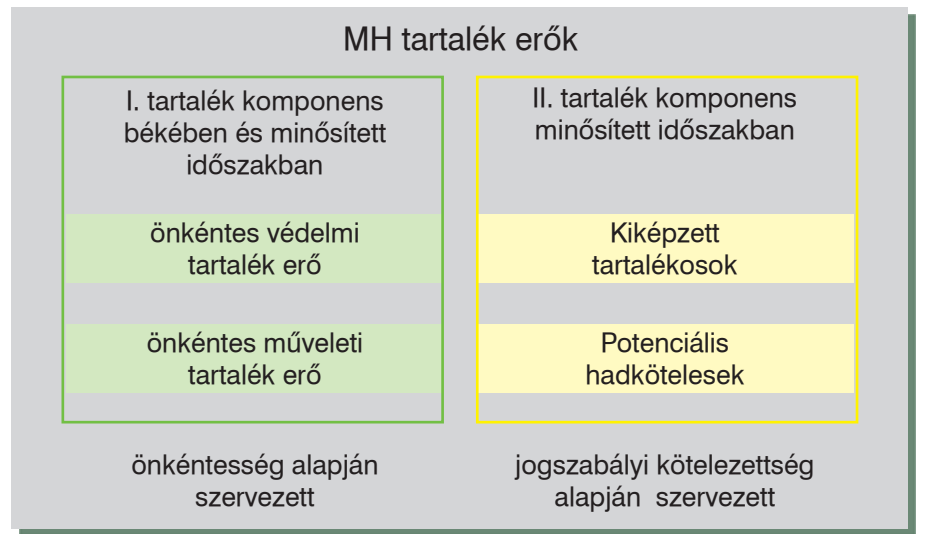 MH tartalék erők
I. tartalék komponens
békében és minősített
időszakban
önkéntes védelmi
tartalék erő
önkéntes műveleti
tartalék erő
önkéntesség alapján
szervezett
II. tartalék komponens
minősített időszakban
Kiképzett
tartalékosok
Potenciális
hadkötelesek
jogszabályi kötelezettség
alapján  szervezett